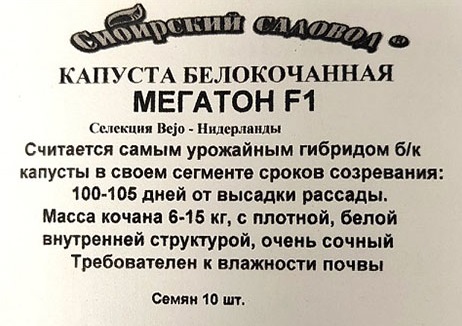 Сибирский садовод ®
КАПУСТА БЕЛОКОЧАННАЯ
МЕГАТОН F1
Селекция Bejo - Нидерланды
Считается самым урожайным гибридом б/к
капусты в своем сегменте сроков созревания:
100-105 дней от высадки рассады.
Масса кочана 6-15 кг, с плотной, белой
внутренней структурой, очень сочный
Требователен к влажности почвы
Семян 10 шт.